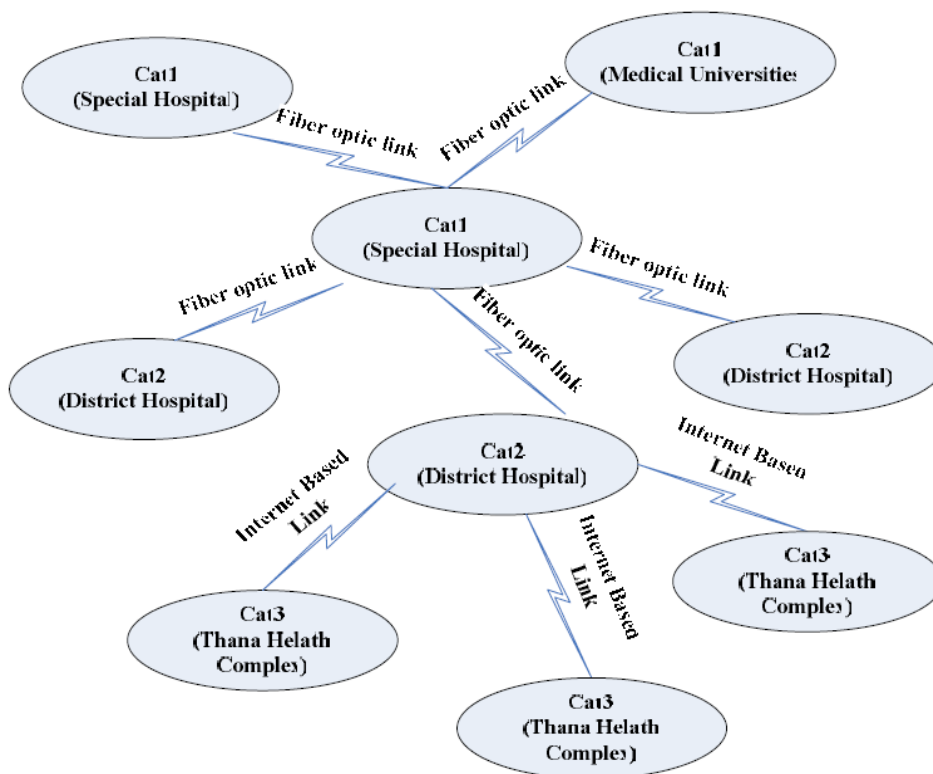 Cat1
(Special Hospital)
Cat1
(Medical Universities
Fiber optic link
Fiber optic link
Cat1
(Special Hospital)
Fiber optic link
Fiber optic link
Fiber optic link
Cat2
(District Hospital)
Cat2
(District Hospital)
Cat2
(District Hospital)
Internet Based
Link
Internet Based
Link
Internet Based
Link
Cat3
(Thana Helath
Complex)
Cat3
(Thana Helath
Complex)
Cat3
(Thana Helath
Complex)